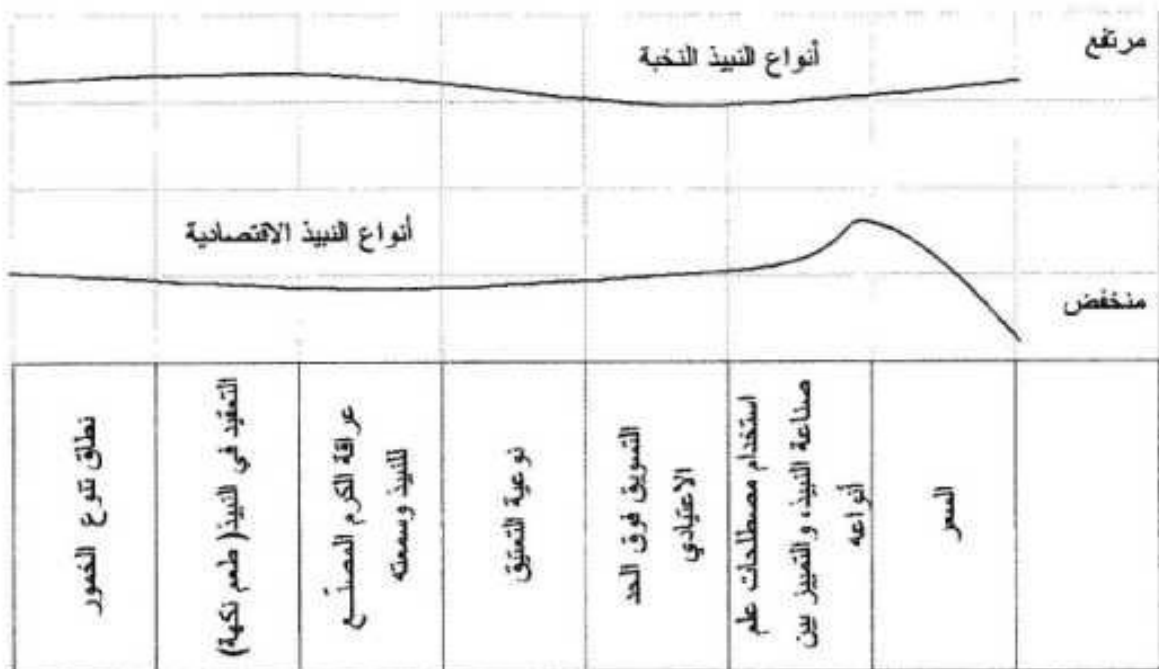 مرتفع
أنواع النبيذ النخبة
أنواع النبيذ الاقتصادية
منخفض
السعر
استخدام مصطلحات علم
صناعة النبيذ، والتمييز بين
أنواعه
التسويق فوق الحد
الاعتيادي
نوعية التعتيق
عراقة الكرم المصنّع
للنبيذ وسمعته
التعقيد في النبيذ( طعم نكهة)
نطاق تنوع الخمور